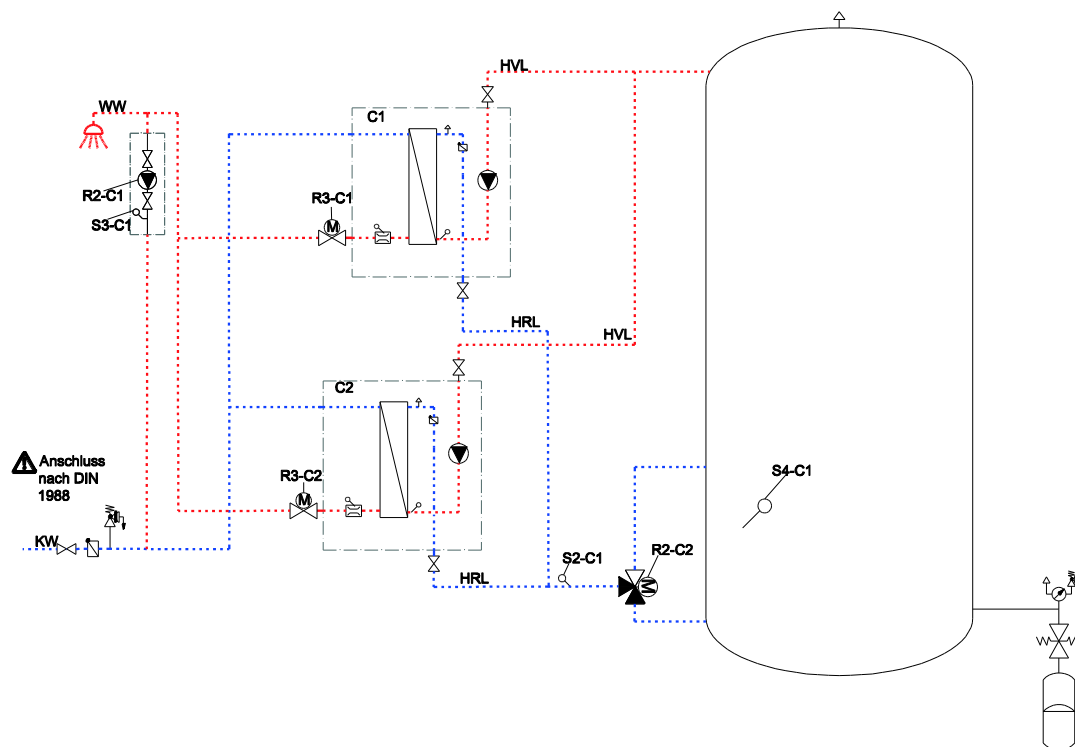 HVL
WW
C1
R2-C1
R3-C1
M
S3-C1
HRL
HVL
C2
Anschluss
nach DIN
1988
R3-C2
M
S4-C1
KW
S2-C1
R2-C2
HRL
M